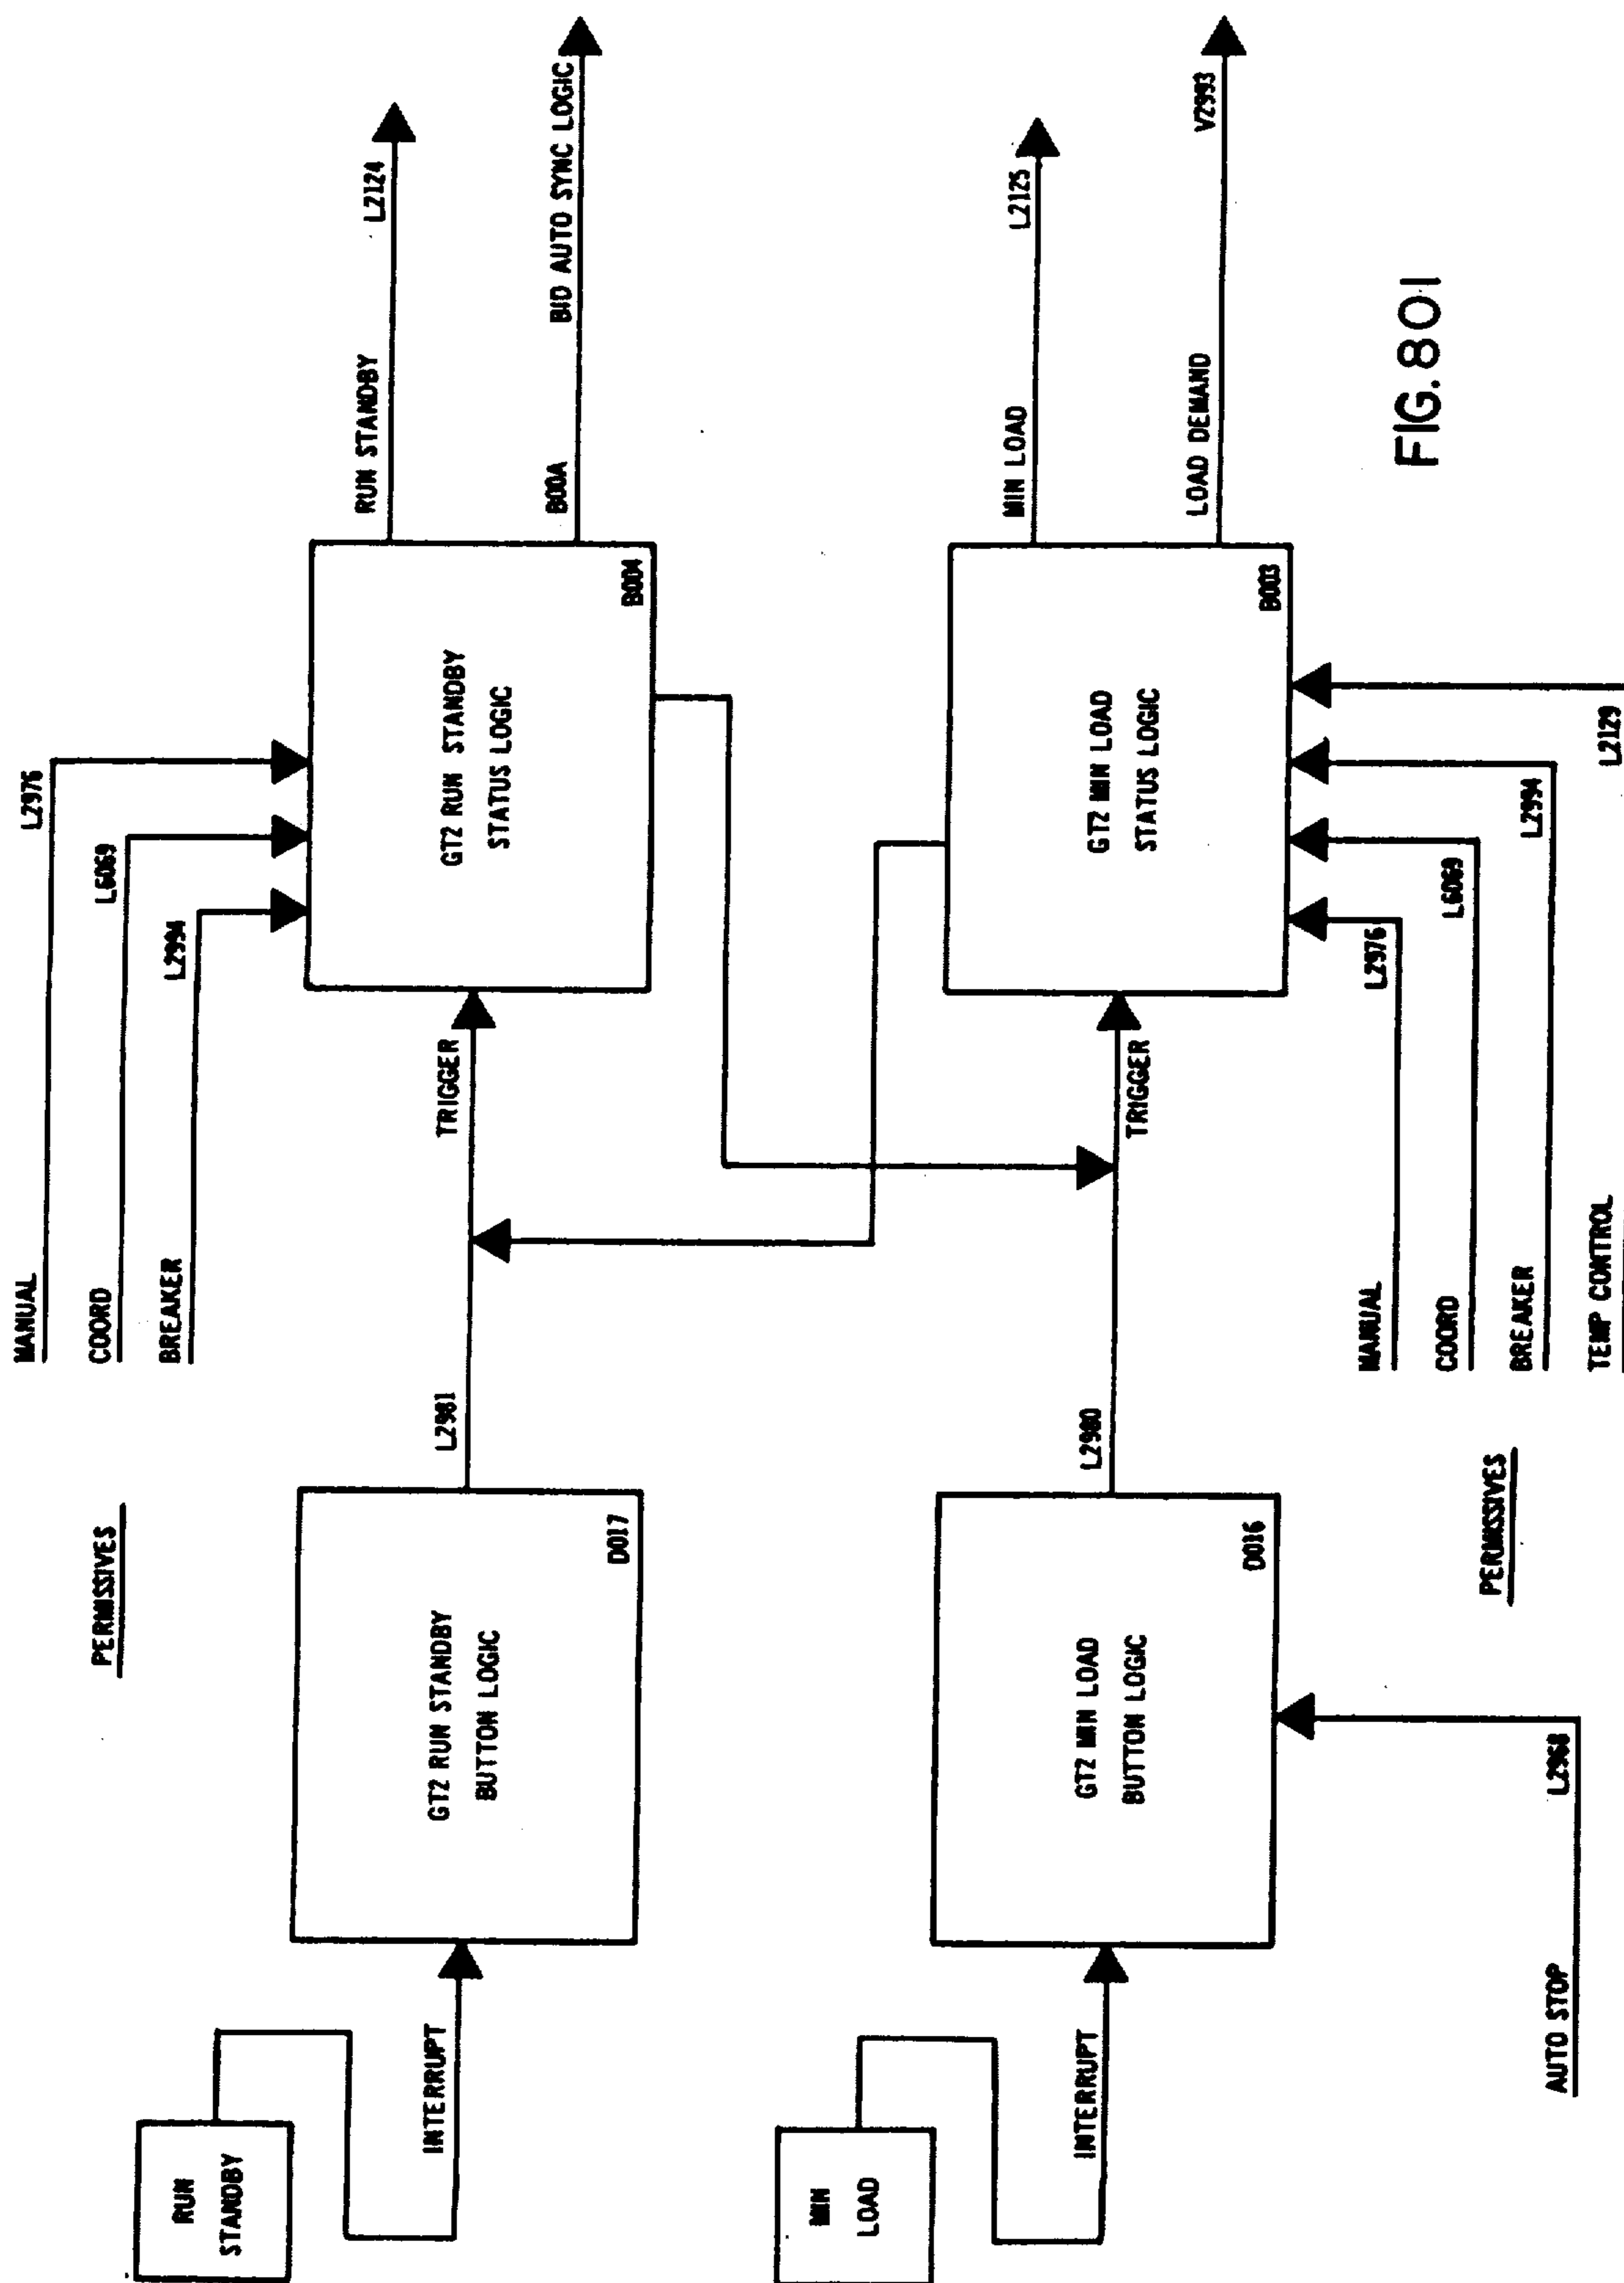 PERMISSIVES
MANUAL
L2976
COORD
L6069
BREAKER
L2994
RUN
STANDBY
INTERRUPT
GT2 RUN STANDBY
BUTTON LOGIC
D017
L2981
TRIGGER
GT2 RUN STANDBY
STATUS LOGIC
B004
RUN STANDBY
L2124
B00A
BID AUTO SYNC LOGIC
MIN
LOAD
INTERRUPT
GT2 MIN LOAD
BUTTON LOGIC
D016
L2980
TRIGGER
GT2 MIN LOAD
STATUS LOGIC
B003
MIN LOAD
L2125
LOAD DEMAND
V2993
AUTO STOP
L2968
PERMISSIVES
MANUAL
L2976
COORD
L6069
BREAKER
L2994
TEMP CONTROL
L2129
FIG. 801